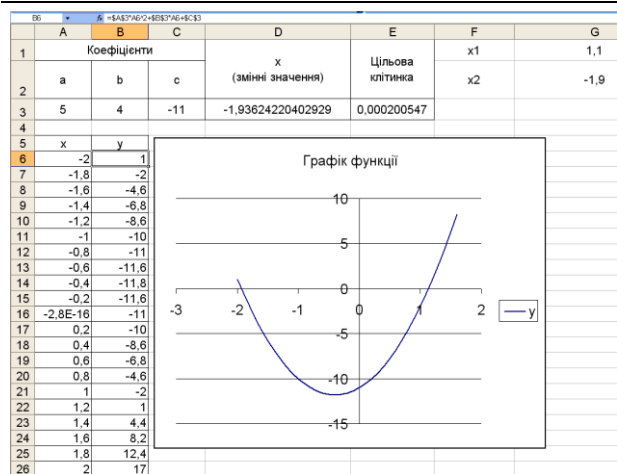 B6 fx =$A$3*A6^2+$B$3*A6+$C$3
A B C D E F G
1 Коефіцієнти x Цільова x1 1,1
(змінні значення) клітинка
2 a b c x2 -1,9
3 5 4 -11 -1,93624220402929 0,000200547
4
5 x y
6 -2 1
7 -1,8 -2
8 -1,6 -4,6
9 -1,4 -6,8
10 -1,2 -8,6
11 -1 -10
12 -0,8 -11
13 -0,6 -11,6
14 -0,4 -11,8
15 -0,2 -11,6
16 -2,8E-16 -11
17 0,2 -10
18 0,4 -8,6
19 0,6 -6,8
20 0,8 -4,6
21 1 -2
22 1,2 1
23 1,4 4,4
24 1,6 8,2
25 1,8 12,4
26 2 17
Графік функції
10
5
0
-3 -2 -1 0 1 2
y
-5
-10
-15